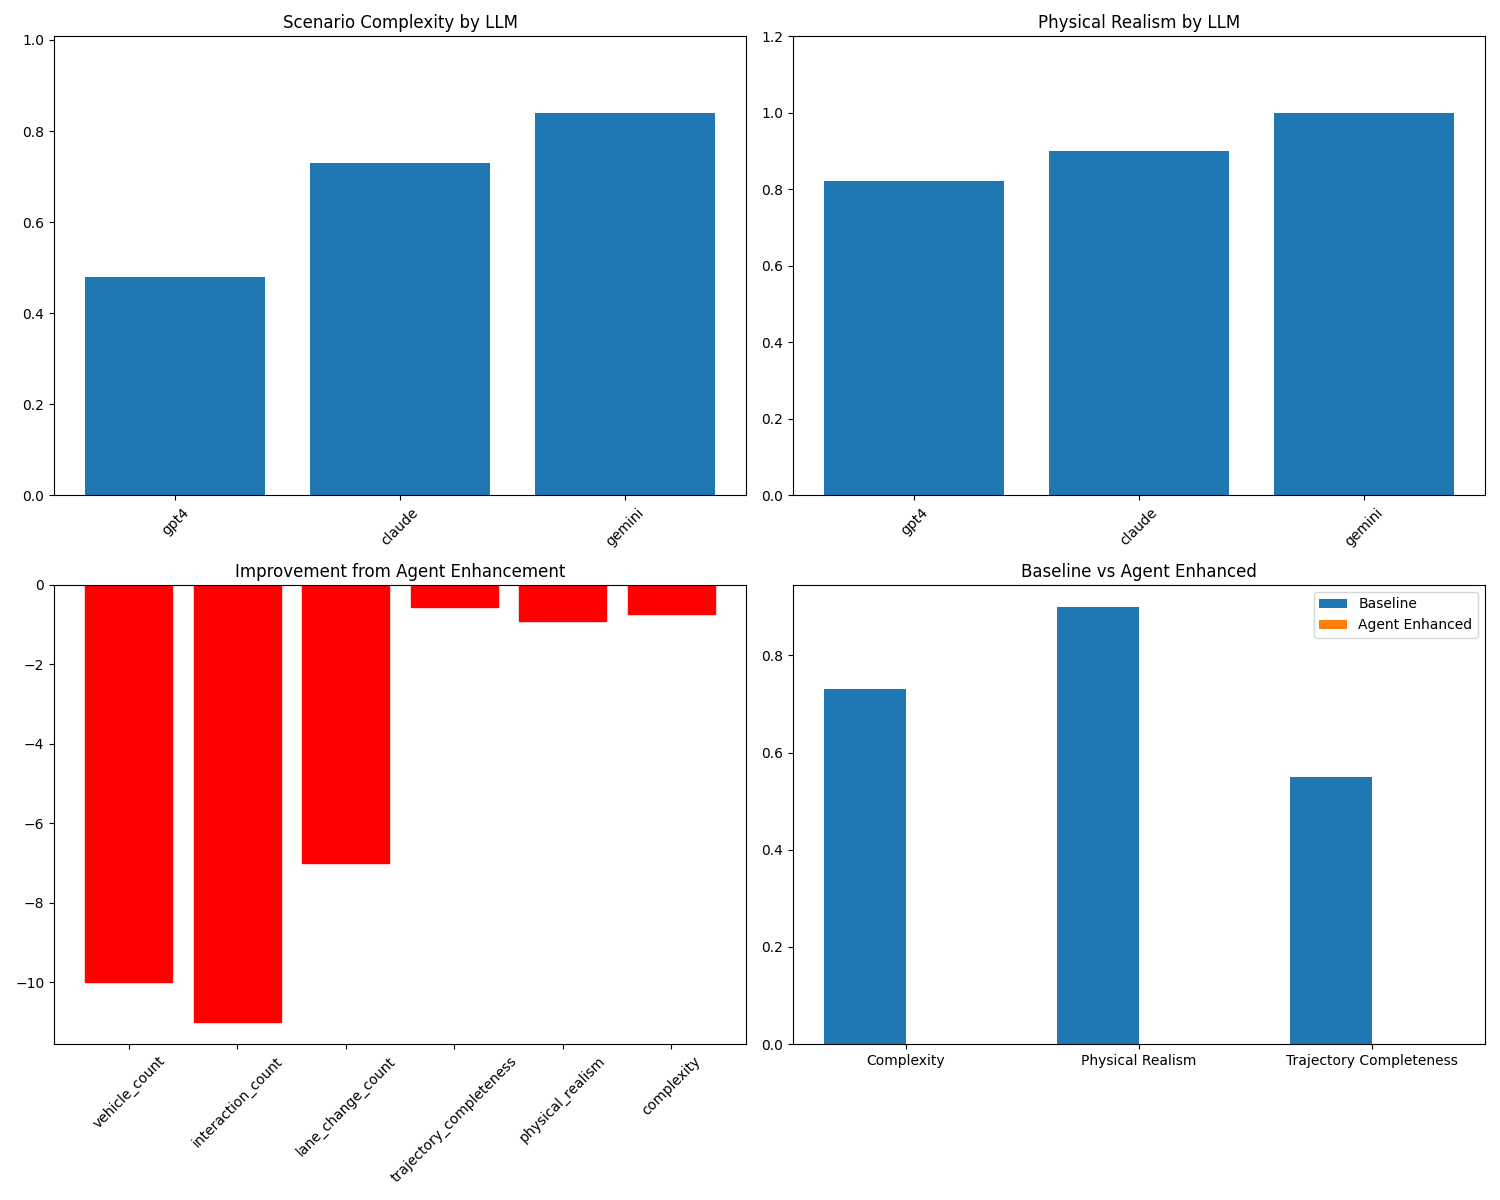 Scenario Complexity by LLM
1.0
0.8
0.6
0.4
0.2
0.0
gpt4
claude
gemini
Physical Realism by LLM
1.2
1.0
0.8
0.6
0.4
0.2
0.0
gpt4
claude
gemini
Improvement from Agent Enhancement
0
−2
−4
−6
−8
−10
vehicle_count
interaction_count
lane_change_count
trajectory_completeness
physical_realism
complexity
Baseline vs Agent Enhanced
Baseline
Agent Enhanced
0.8
0.6
0.4
0.2
0.0
Complexity
Physical Realism
Trajectory Completeness